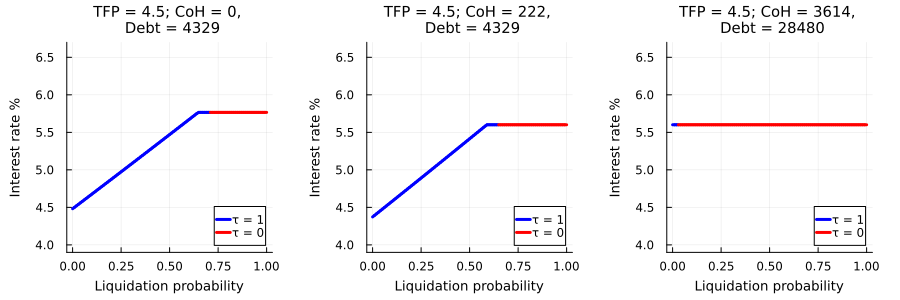 TFP = 4.5; CoH = 0,
Debt = 4329
6.5
6.0
5.5
5.0
4.5
4.0
Interest rate %
τ = 1
τ = 0
0.00 0.25 0.50 0.75 1.00
Liquidation probability
TFP = 4.5; CoH = 222,
Debt = 4329
6.5
6.0
5.5
5.0
4.5
4.0
Interest rate %
τ = 1
τ = 0
0.00 0.25 0.50 0.75 1.00
Liquidation probability
TFP = 4.5; CoH = 3614,
Debt = 28480
6.5
6.0
5.5
5.0
4.5
4.0
Interest rate %
τ = 1
τ = 0
0.00 0.25 0.50 0.75 1.00
Liquidation probability